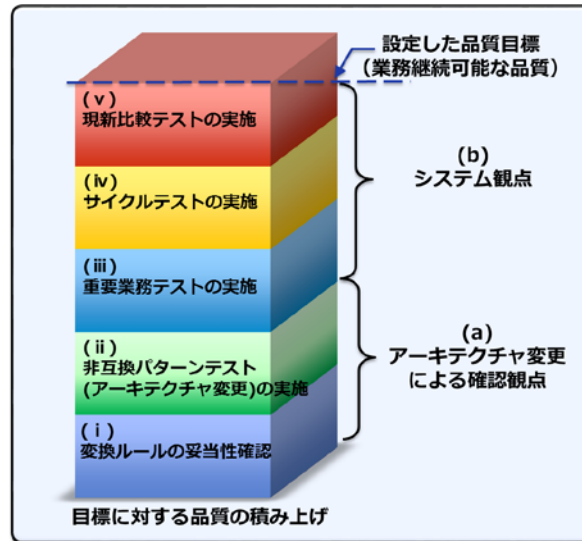 設定した品質目標
（業務継続可能な品質）
(ⅴ)
現新比較テストの実施
(ⅳ)
サイクルテストの実施
(ⅲ)
重要業務テストの実施
(ⅱ)
非互換パターンテスト
(アーキテクチャ変更)の実施
(ⅰ)
変換ルールの妥当性確認
(b)
システム観点
(a)
アーキテクチャ変更
による確認観点
目標に対する品質の積み上げ